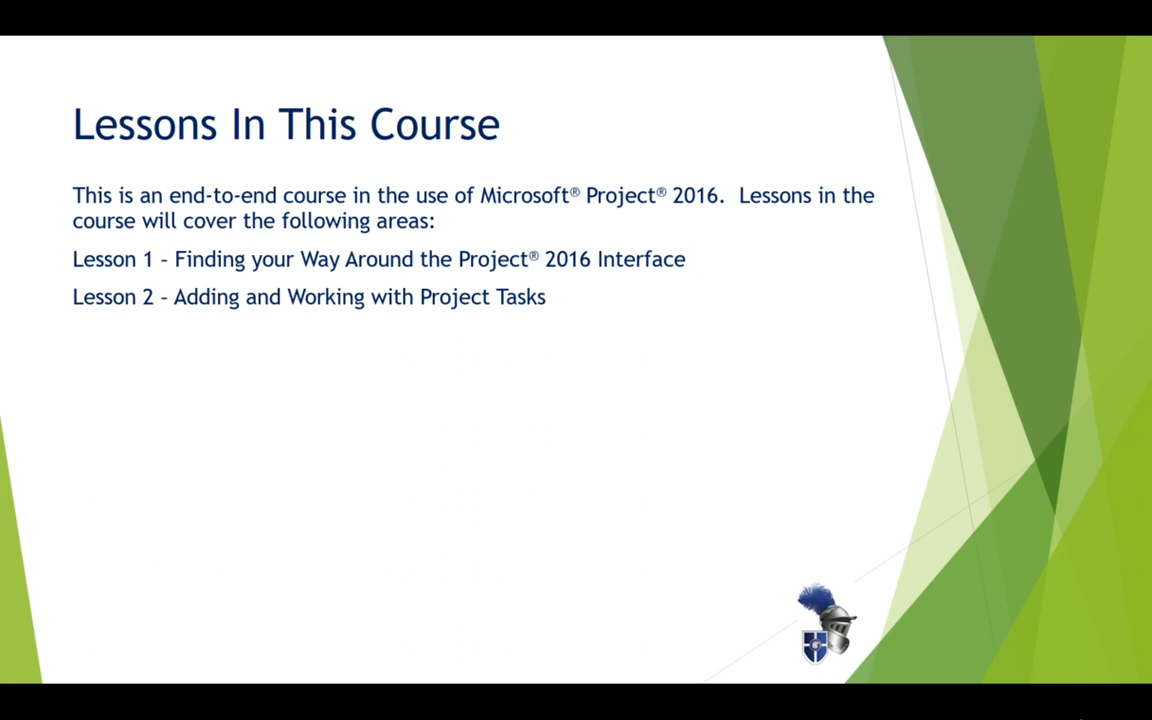 Lessons In This Course
This is an end-to-end course in the use of Microsoft® Project® 2016.  Lessons in the
course will cover the following areas:
Lesson 1 – Finding your Way Around the Project® 2016 Interface
Lesson 2 – Adding and Working with Project Tasks